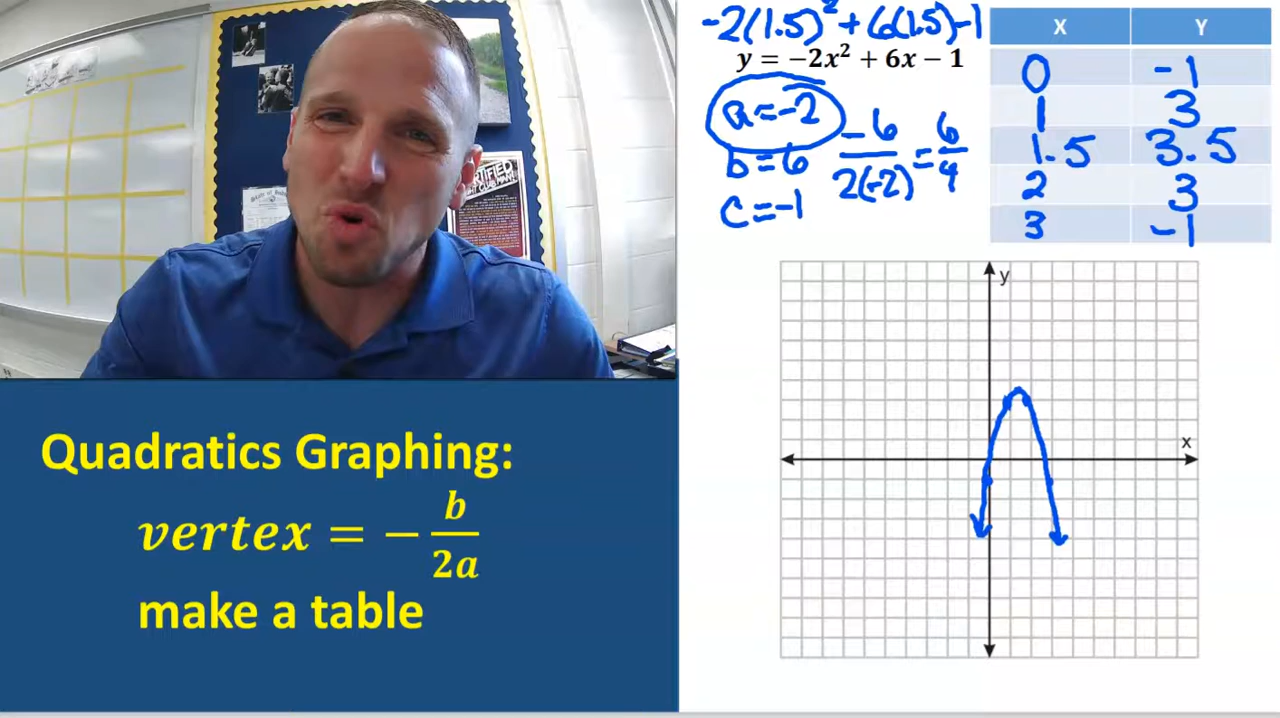 -2(1.5)² + 6(1.5)-1
y = −2x² + 6x − 1
a=-2
b=6
c=-1
-6/2(-2) = 6/4
X Y
0 -1
1 3
1.5 3.5
2 3
3 -1
y
x
Quadratics Graphing:
vertex = − b/2a
make a table